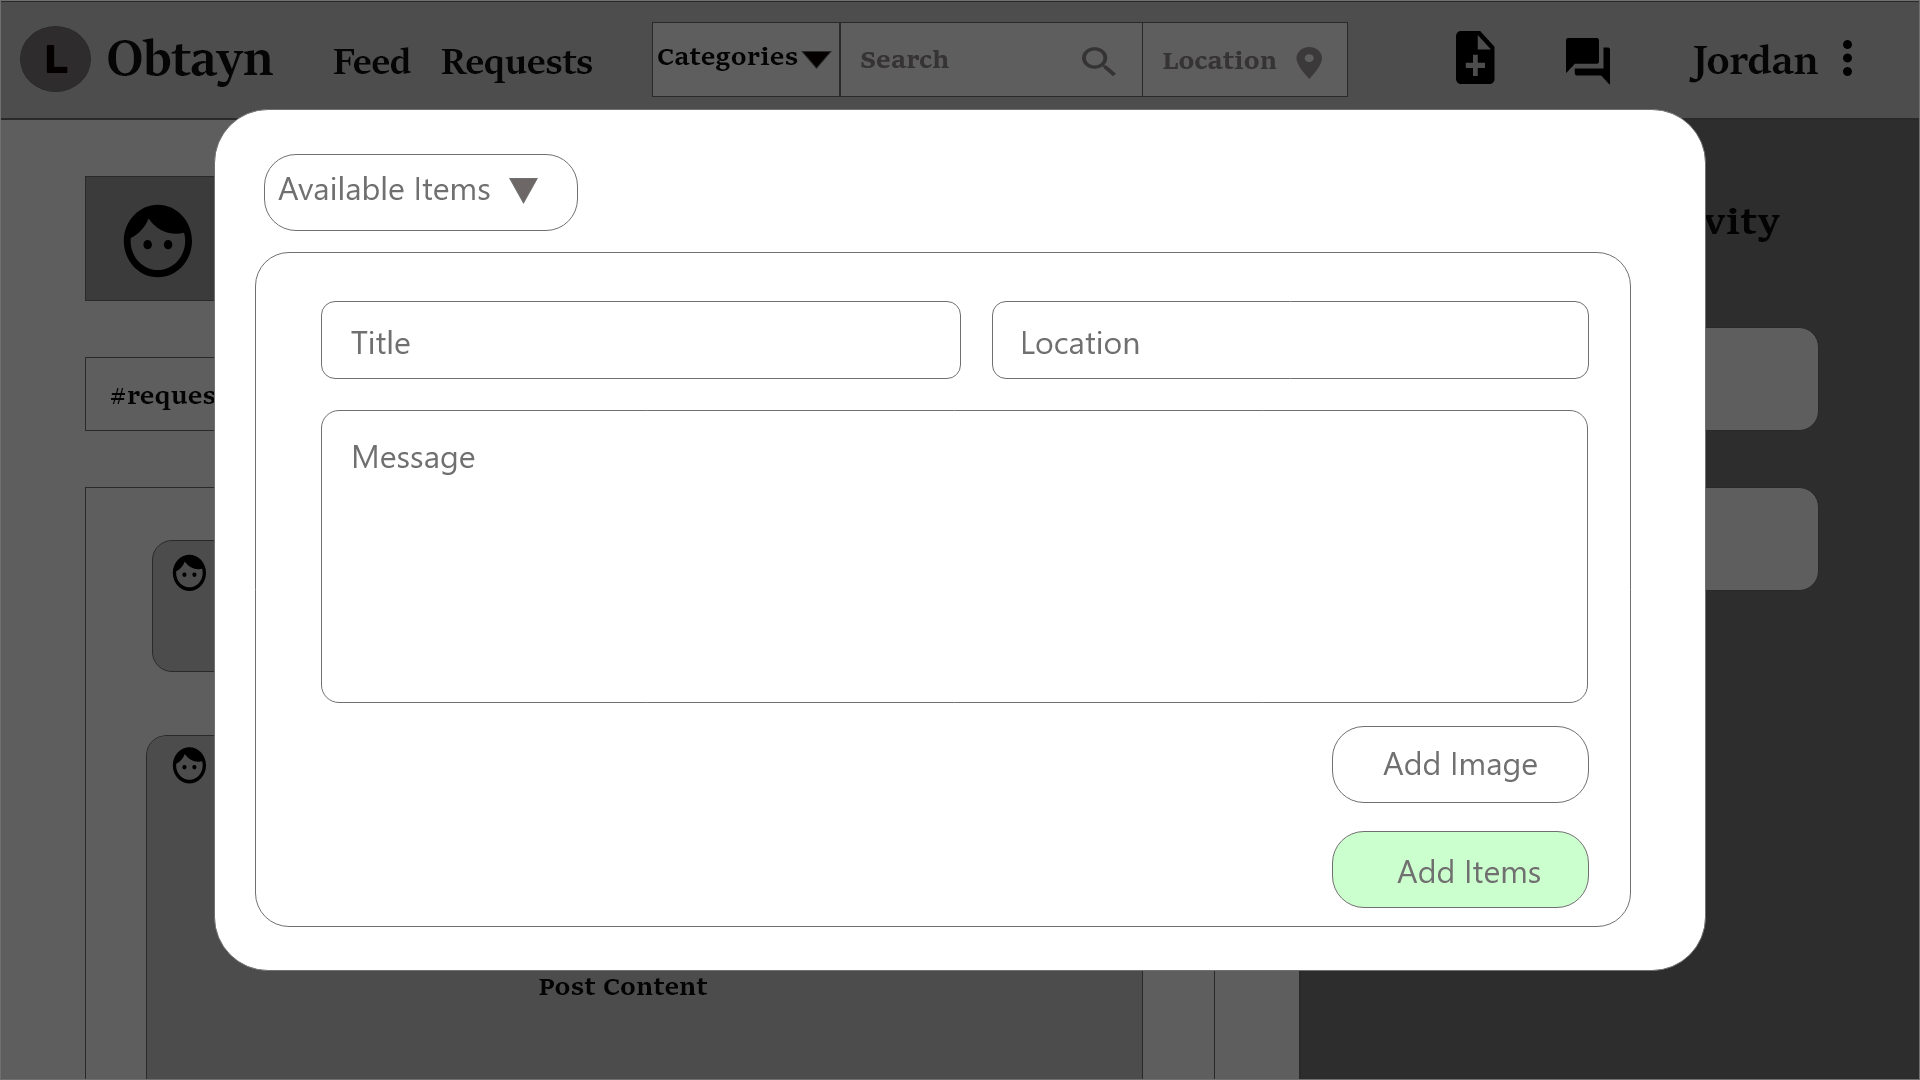 L Obtayn Feed Requests Categories Search Location Jordan
Available Items
vity
Title Location
#reques
Message
Add Image
Add Items
Post Content